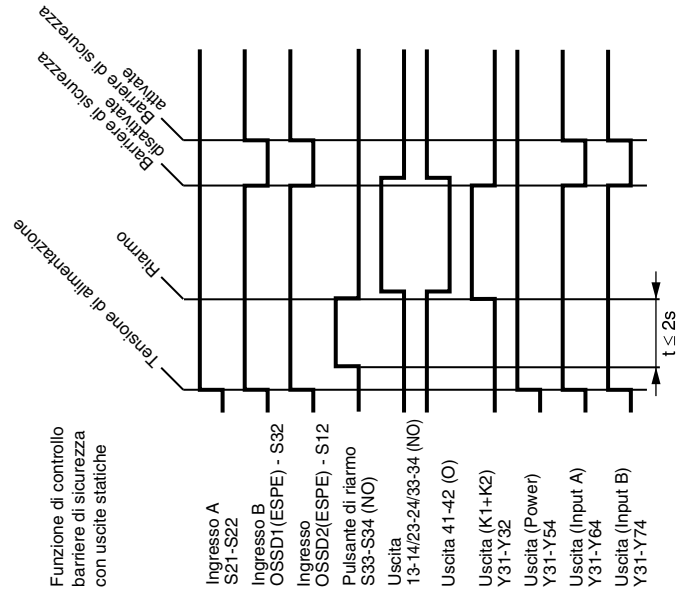 Funzione di controllo
barriere di sicurezza
con uscite statiche
Tensione di alimentazione
Riarmo
Barriere di sicurezza
disattivate
Barriere di sicurezza
attivate
Ingresso A
S21-S22
Ingresso B
OSSD1(ESPE) - S32
Ingresso
OSSD2(ESPE) - S12
Pulsante di riarmo
S33-S34 (NO)
Uscita
13-14/23-24/33-34 (NO)
Uscita 41-42 (O)
Uscita (K1+K2)
Y31-Y32
Uscita (Power)
Y31-Y54
Uscita (Input A)
Y31-Y64
Uscita (Input B)
Y31-Y74
t ≤ 2s